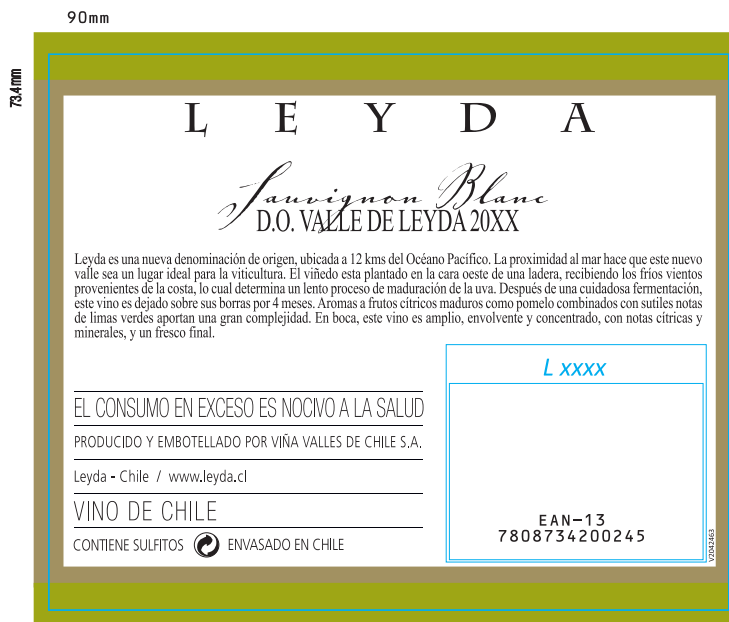 90mm
73.4mm
LEYDA
Sauvignon Blanc
D.O. VALLE DE LEYDA 20XX
Leyda es una nueva denominación de origen, ubicada a 12 kms del Océano Pacífico. La proximidad al mar hace que este nuevo
valle sea un lugar ideal para la viticultura. El viñedo esta plantado en la cara oeste de una ladera, recibiendo los fríos vientos
provenientes de la costa, lo cual determina un lento proceso de maduración de la uva. Después de una cuidadosa fermentación,
este vino es dejado sobre sus borras por 4 meses. Aromas a frutos cítricos maduros como pomelo combinados con sutiles notas
de limas verdes aportan una gran complejidad. En boca, este vino es amplio, envolvente y concentrado, con notas cítricas y
minerales, y un fresco final.
L xxxx
EL CONSUMO EN EXCESO ES NOCIVO A LA SALUD
PRODUCIDO Y EMBOTELLADO POR VIÑA VALLES DE CHILE S.A.
Leyda - Chile / www.leyda.cl
VINO DE CHILE
CONTIENE SULFITOS ENVASADO EN CHILE
EAN-13
7808734200245
V2042463